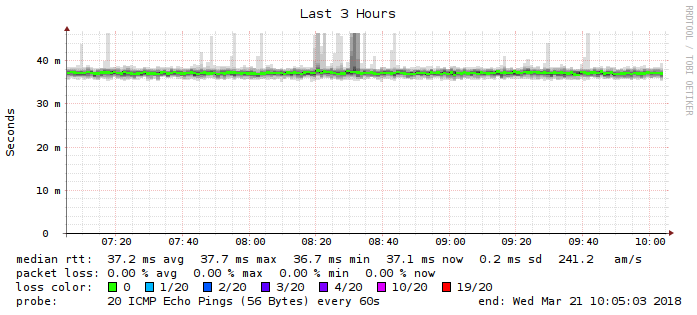 Last 3 Hours
RRDTOOL / TOBI OETIKER
Seconds
40 m
30 m
20 m
10 m
0
07:20 07:40 08:00 08:20 08:40 09:00 09:20 09:40 10:00
median rtt: 37.2 ms avg 37.7 ms max 36.7 ms min 37.1 ms now 0.2 ms sd 241.2 am/s
packet loss: 0.00 % avg 0.00 % max 0.00 % min 0.00 % now
loss color: 0 1/20 2/20 3/20 4/20 10/20 19/20
probe: 20 ICMP Echo Pings (56 Bytes) every 60s end: Wed Mar 21 10:05:03 2018